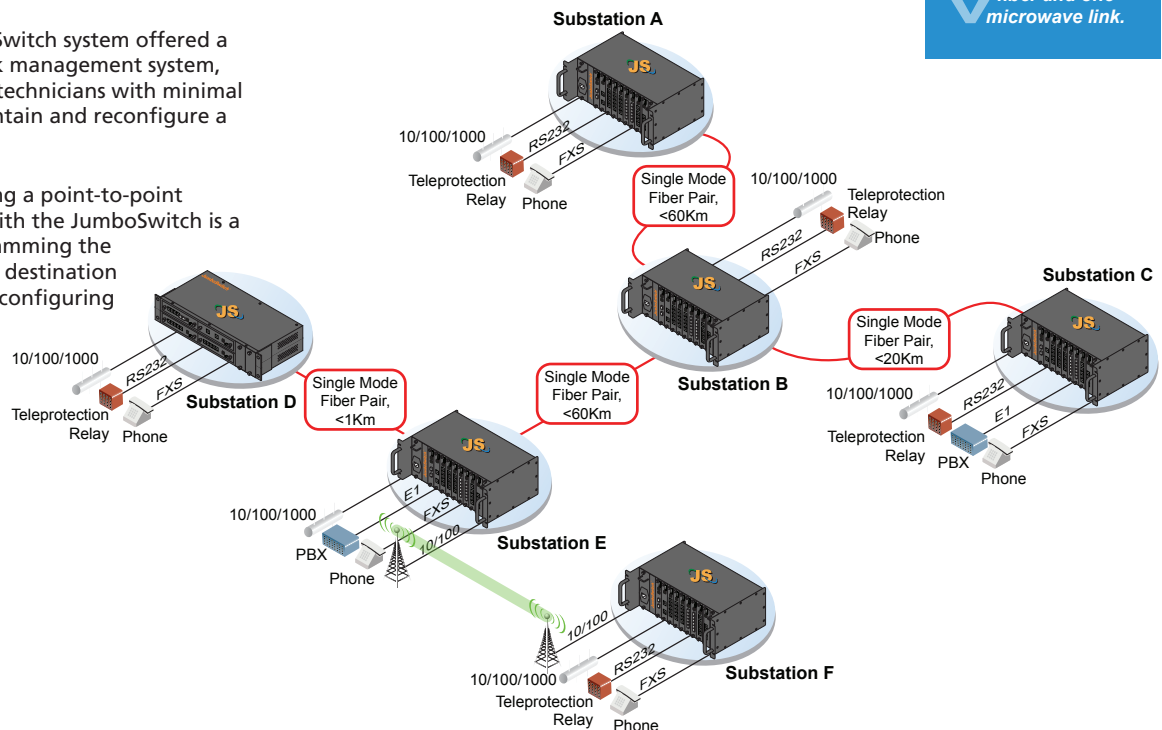 fiber and one
microwave link.
Switch system offered a
k management system,
technicians with minimal
ntain and reconfigure a
ng a point-to-point
with the JumboSwitch is a
amming the
destination
configuring
Substation A
JS
10/100/1000
RS232
FXS
Teleprotection
Relay
Phone
Single Mode
Fiber Pair,
<60Km
10/100/1000
Teleprotection
Relay
Phone
RS232
FXS
JS
Substation B
Single Mode
Fiber Pair,
<20Km
Substation C
JS
10/100/1000
RS232
E1
FXS
Teleprotection
Relay
PBX
Phone
JS
10/100/1000
RS232
FXS
Substation D
Teleprotection
Relay
Phone
Single Mode
Fiber Pair,
<1Km
Single Mode
Fiber Pair,
<60Km
JS
E1
FXS
10/100
10/100/1000
PBX
Phone
Substation E
JS
10/100
RS232
FXS
10/100/1000
Teleprotection
Relay
Phone
Substation F